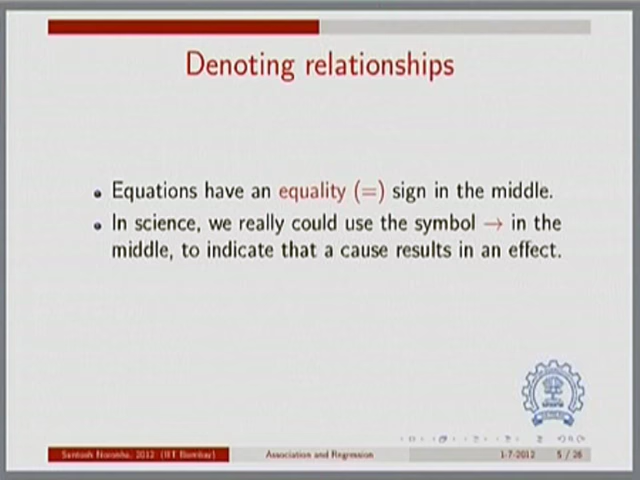 Denoting relationships
Equations have an equality (=) sign in the middle.
In science, we really could use the symbol → in the
middle, to indicate that a cause results in an effect.
Santosh Noronha, 2012 (IIT Bombay)
Association and Regression
1-7-2012
5 / 26